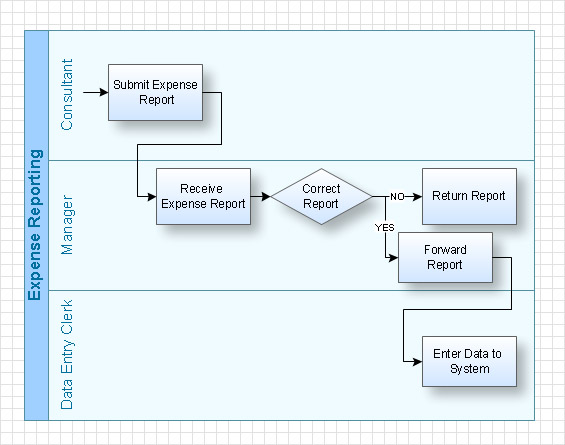 Expense Reporting
Consultant
Submit Expense
Report
Manager
Receive
Expense Report
Correct
Report
NO
Return Report
YES
Forward
Report
Data Entry Clerk
Enter Data to
System